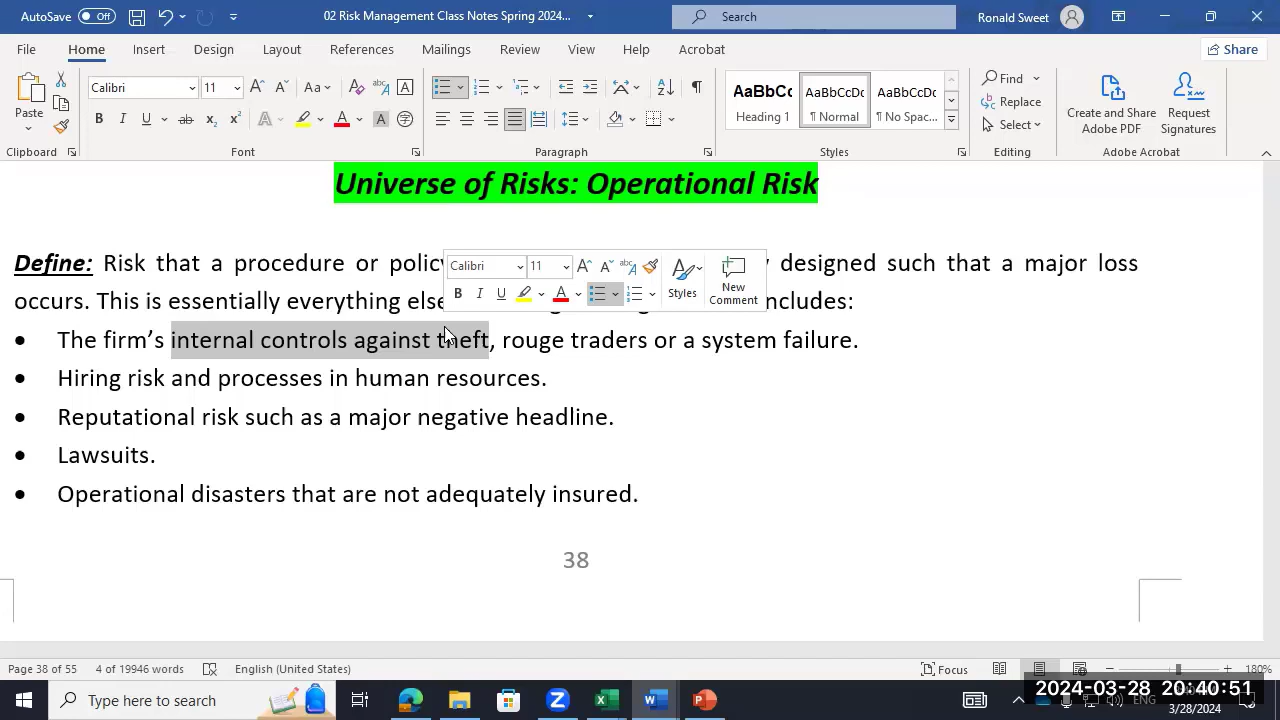 AutoSave Off 02 Risk Management Class Notes Spring 2024... Search Ronald Sweet
File Home Insert Design Layout References Mailings Review View Help Acrobat Share
Calibri 11 Aa AaBbCc AaBbCcDc AaBbCcDc Find
Paste Replace Create and Share Request
B I U ab x₂ x² A A A Heading 1 ¶ Normal ¶ No Spac... Select Adobe PDF Signatures
Clipboard Font Paragraph Styles Editing Adobe Acrobat
Universe of Risks: Operational Risk
Calibri 11 Styles New
B I U A Comment
Define: Risk that a procedure or policy designed such that a major loss
occurs. This is essentially everything else includes:
• The firm’s internal controls against theft, rouge traders or a system failure.
• Hiring risk and processes in human resources.
• Reputational risk such as a major negative headline.
• Lawsuits.
• Operational disasters that are not adequately insured.
38
Page 38 of 55 4 of 19946 words English (United States) Focus 180%
Type here to search ENG
2024-03-28 20:40:51
3/28/2024